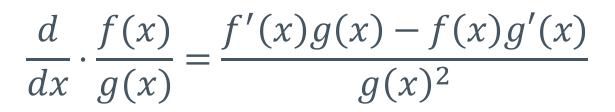 d/dx · f(x)/g(x) = f′(x)g(x) − f(x)g′(x)/g(x)²